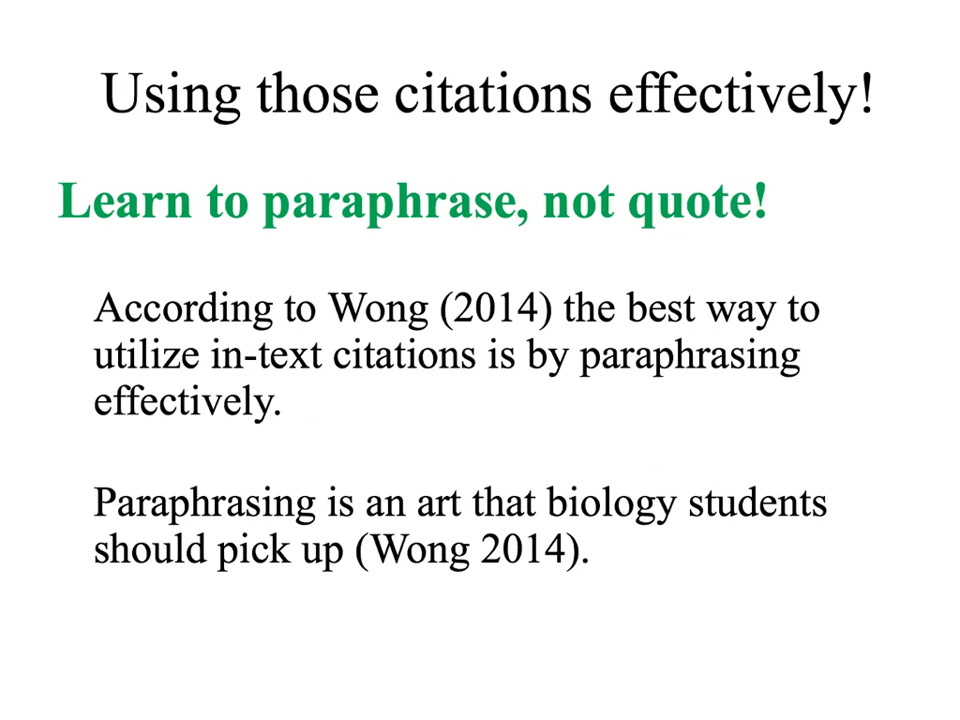 Using those citations effectively!
Learn to paraphrase, not quote!
According to Wong (2014) the best way to
utilize in-text citations is by paraphrasing
effectively.
Paraphrasing is an art that biology students
should pick up (Wong 2014).